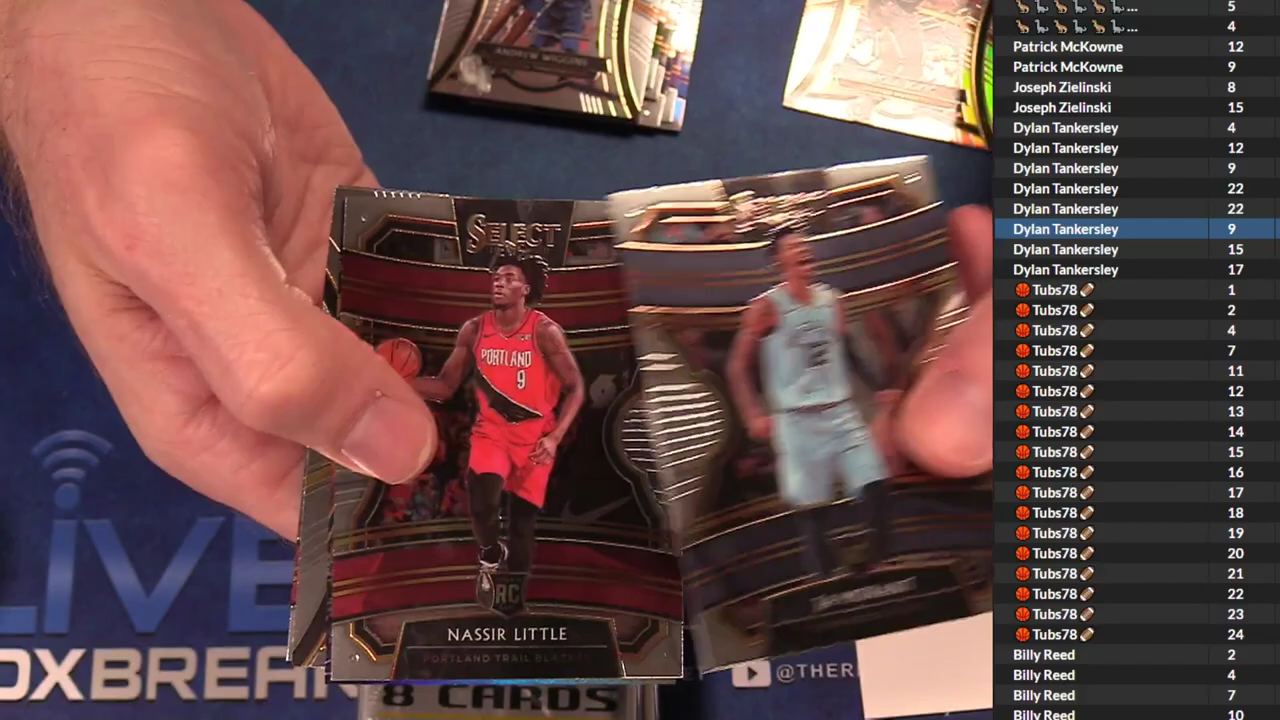 ANDREW WIGGINS
SELECT
PORTLAND
9
RC
NASSIR LITTLE
PORTLAND TRAIL BLAZERS
12
JA MORANT
8 CARDS
LIVE
OXBREAK
@THER
🦒🦕🦒🦕🦒🦕... 5
🦒🦕🦒🦕🦒🦕... 4
Patrick McKowne 12
Patrick McKowne 9
Joseph Zielinski 8
Joseph Zielinski 15
Dylan Tankersley 4
Dylan Tankersley 12
Dylan Tankersley 9
Dylan Tankersley 22
Dylan Tankersley 22
Dylan Tankersley 9
Dylan Tankersley 15
Dylan Tankersley 17
🏀 Tubs78🏈 1
🏀 Tubs78🏈 2
🏀 Tubs78🏈 4
🏀 Tubs78🏈 7
🏀 Tubs78🏈 11
🏀 Tubs78🏈 12
🏀 Tubs78🏈 13
🏀 Tubs78🏈 14
🏀 Tubs78🏈 15
🏀 Tubs78🏈 16
🏀 Tubs78🏈 17
🏀 Tubs78🏈 18
🏀 Tubs78🏈 19
🏀 Tubs78🏈 20
🏀 Tubs78🏈 21
🏀 Tubs78🏈 22
🏀 Tubs78🏈 23
🏀 Tubs78🏈 24
Billy Reed 2
Billy Reed 4
Billy Reed 7
Billy Reed 10